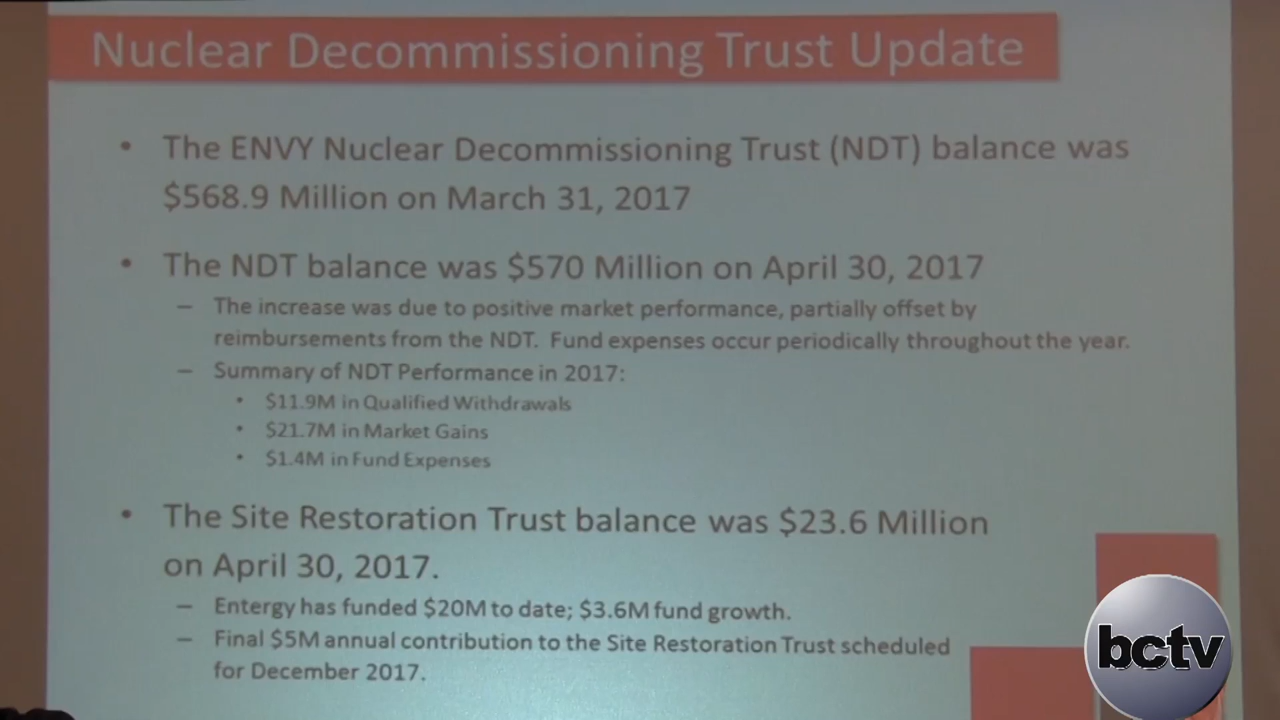 Nuclear Decommissioning Trust Update
• The ENVY Nuclear Decommissioning Trust (NDT) balance was
$568.9 Million on March 31, 2017
• The NDT balance was $570 Million on April 30, 2017
– The increase was due to positive market performance, partially offset by
reimbursements from the NDT. Fund expenses occur periodically throughout the year.
– Summary of NDT Performance in 2017:
• $11.9M in Qualified Withdrawals
• $21.7M in Market Gains
• $1.4M in Fund Expenses
• The Site Restoration Trust balance was $23.6 Million
on April 30, 2017.
– Entergy has funded $20M to date; $3.6M fund growth.
– Final $5M annual contribution to the Site Restoration Trust scheduled
for December 2017.
bctv